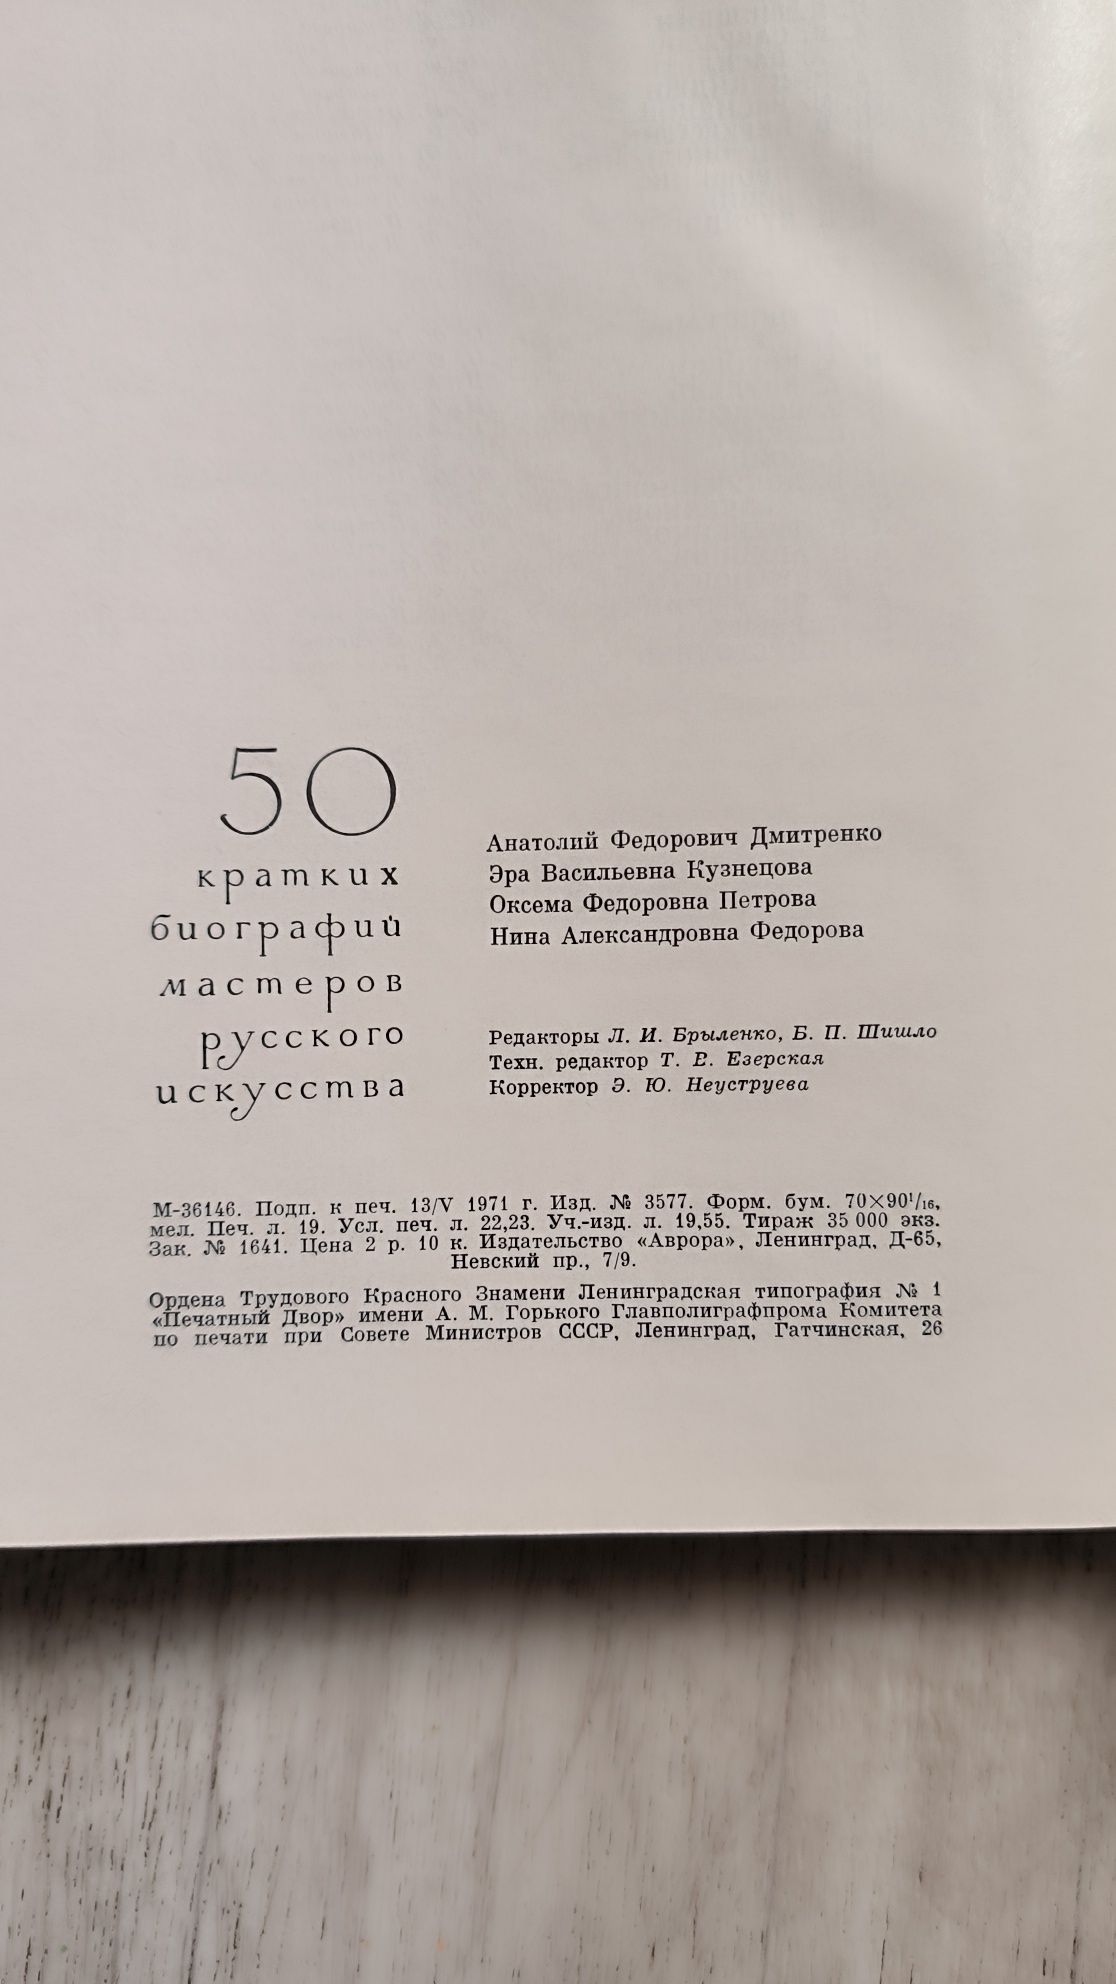 50
кратких
биографий
мастеров
русского
искусства
Анатолий Федорович Дмитренко
Эра Васильевна Кузнецова
Оксема Федоровна Петрова
Нина Александровна Федорова
Редакторы Л. И. Брыленко, Б. П. Шишло
Техн. редактор Т. Е. Езерская
Корректор Э. Ю. Неуструева
М-36146. Подп. к печ. 13/V 1971 г. Изд. № 3577. Форм. бум. 70×90¹/₁₆,
мел. Печ. л. 19. Усл. печ. л. 22,23. Уч.-изд. л. 19,55. Тираж 35 000 экз.
Зак. № 1641. Цена 2 р. 10 к. Издательство «Аврора», Ленинград, Д-65,
Невский пр., 7/9.
Ордена Трудового Красного Знамени Ленинградская типография № 1
«Печатный Двор» имени А. М. Горького Главполиграфпрома Комитета
по печати при Совете Министров СССР, Ленинград, Гатчинская, 26